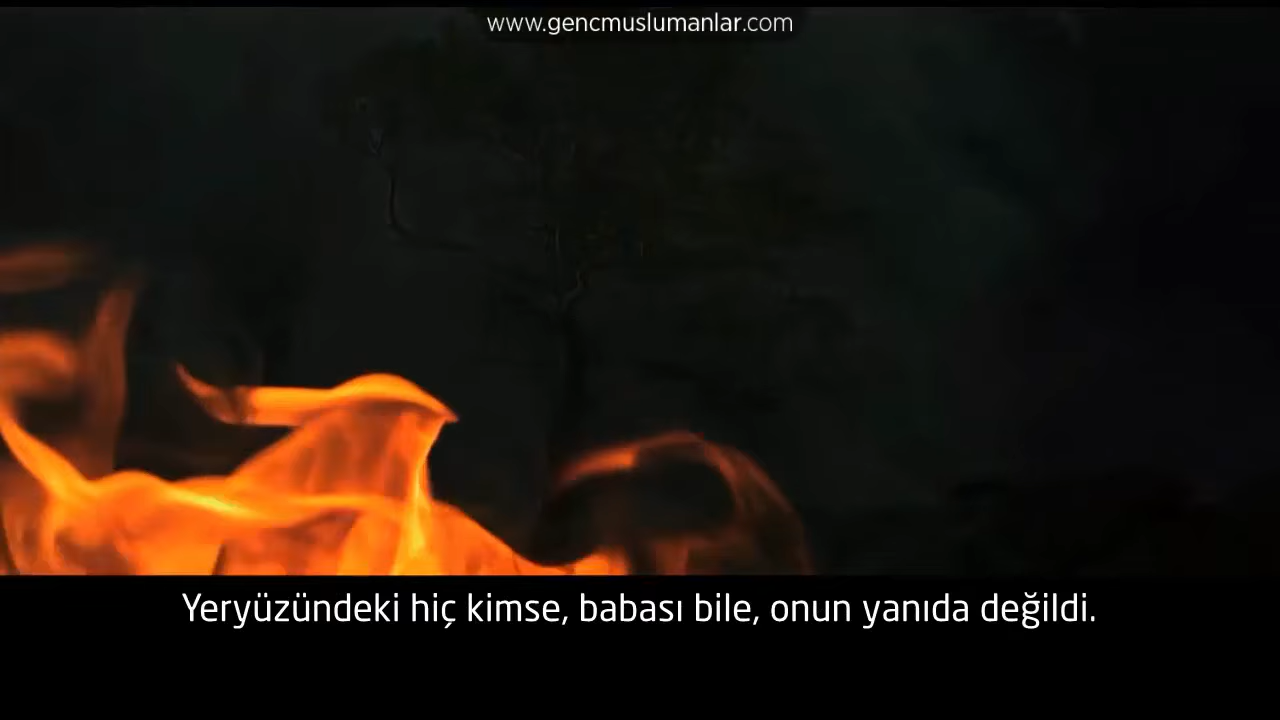 www.gencmuslumanlar.com
Yeryüzündeki hiç kimse, babası bile, onun yanıda değildi.